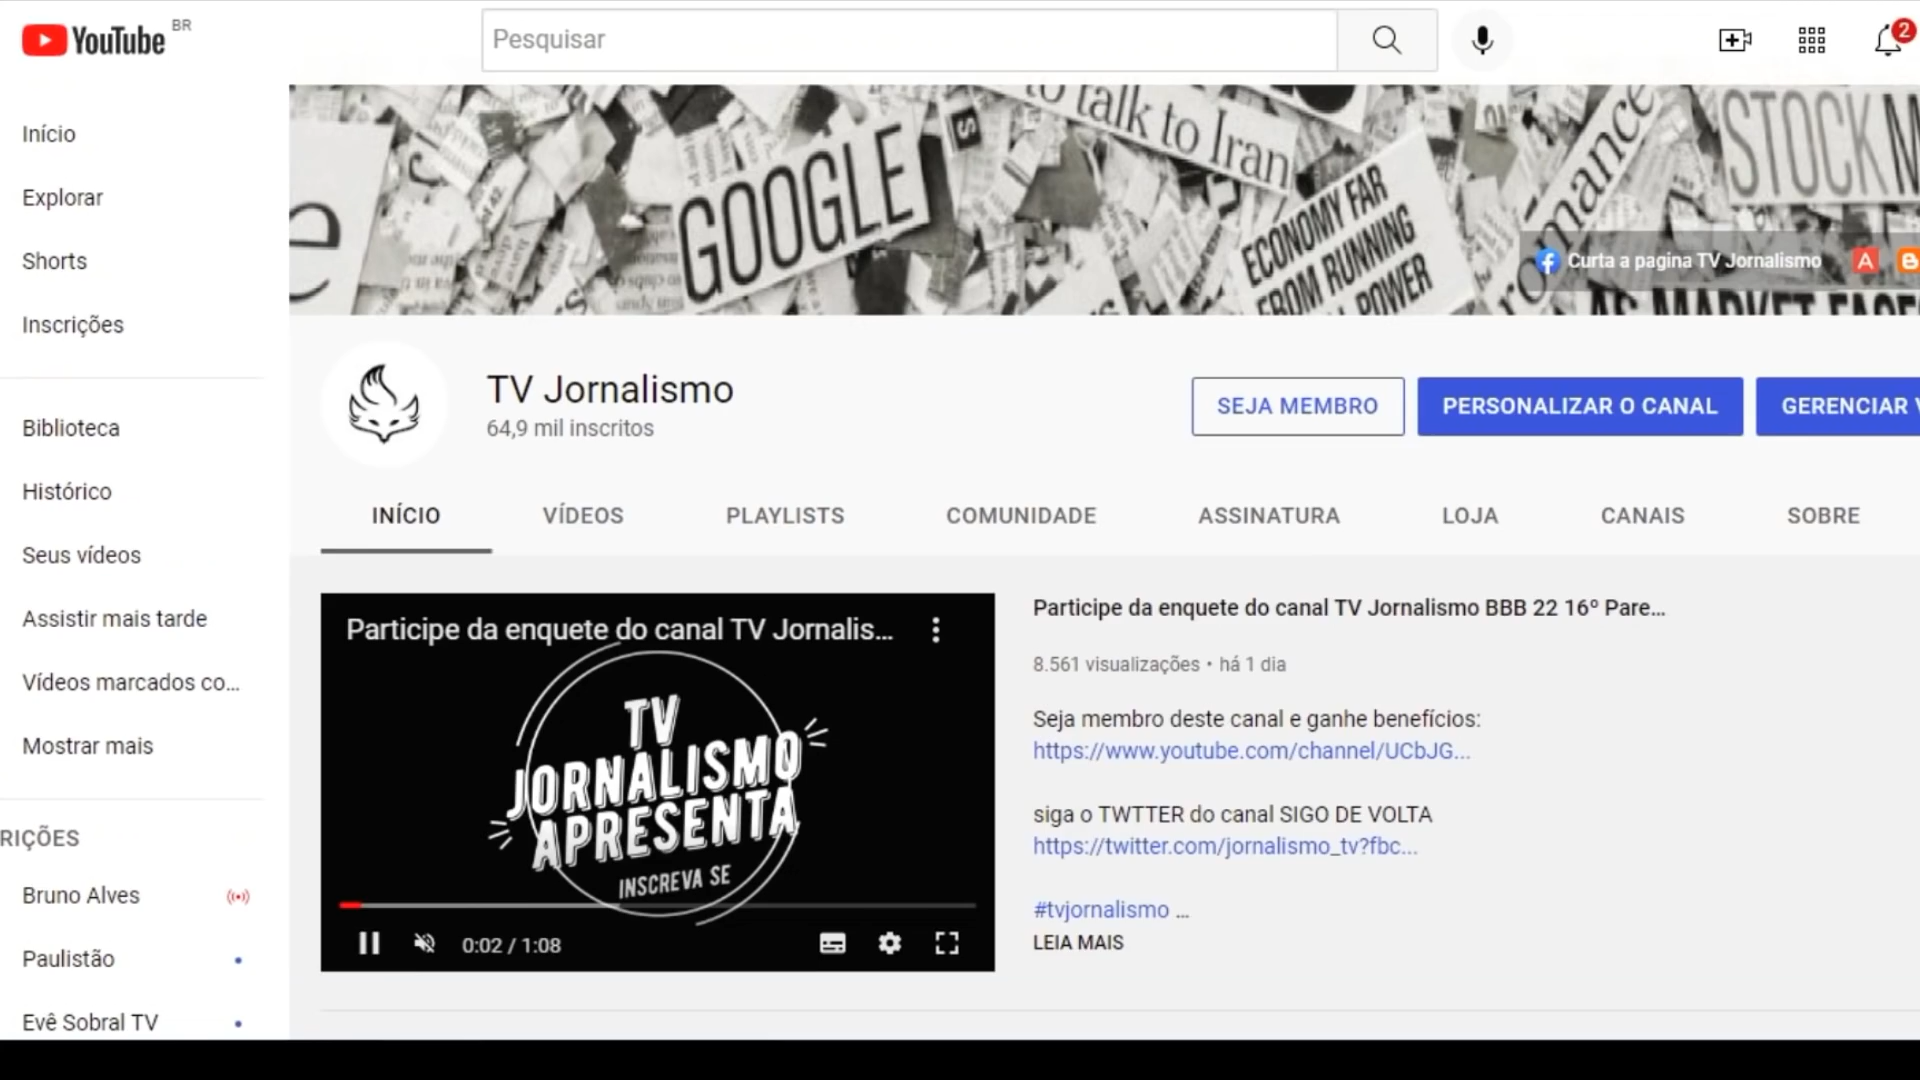 YouTube BR
Pesquisar
2
Início
Explorar
Shorts
Inscrições
Biblioteca
Histórico
Seus vídeos
Assistir mais tarde
Vídeos marcados co...
Mostrar mais
RIÇÕES
Bruno Alves
Paulistão
Evê Sobral TV
GOOGLE
to talk to Iran
ECONOMY FAR
FROM RUNNING
POWER
romance
STOCK M
AS MARKET FACE
Curta a pagina TV Jornalismo
TV Jornalismo
64,9 mil inscritos
SEJA MEMBRO
PERSONALIZAR O CANAL
GERENCIAR V
INÍCIO
VÍDEOS
PLAYLISTS
COMUNIDADE
ASSINATURA
LOJA
CANAIS
SOBRE
Participe da enquete do canal TV Jornalis...
TV
JORNALISMO
APRESENTA
INSCREVA SE
0:02 / 1:08
Participe da enquete do canal TV Jornalismo BBB 22 16º Pare...
8.561 visualizações • há 1 dia
Seja membro deste canal e ganhe benefícios:
https://www.youtube.com/channel/UCbJG...
siga o TWTTER do canal SIGO DE VOLTA
https://twitter.com/jornalismo_tv?fbc...
#tvjornalismo ...
LEIA MAIS